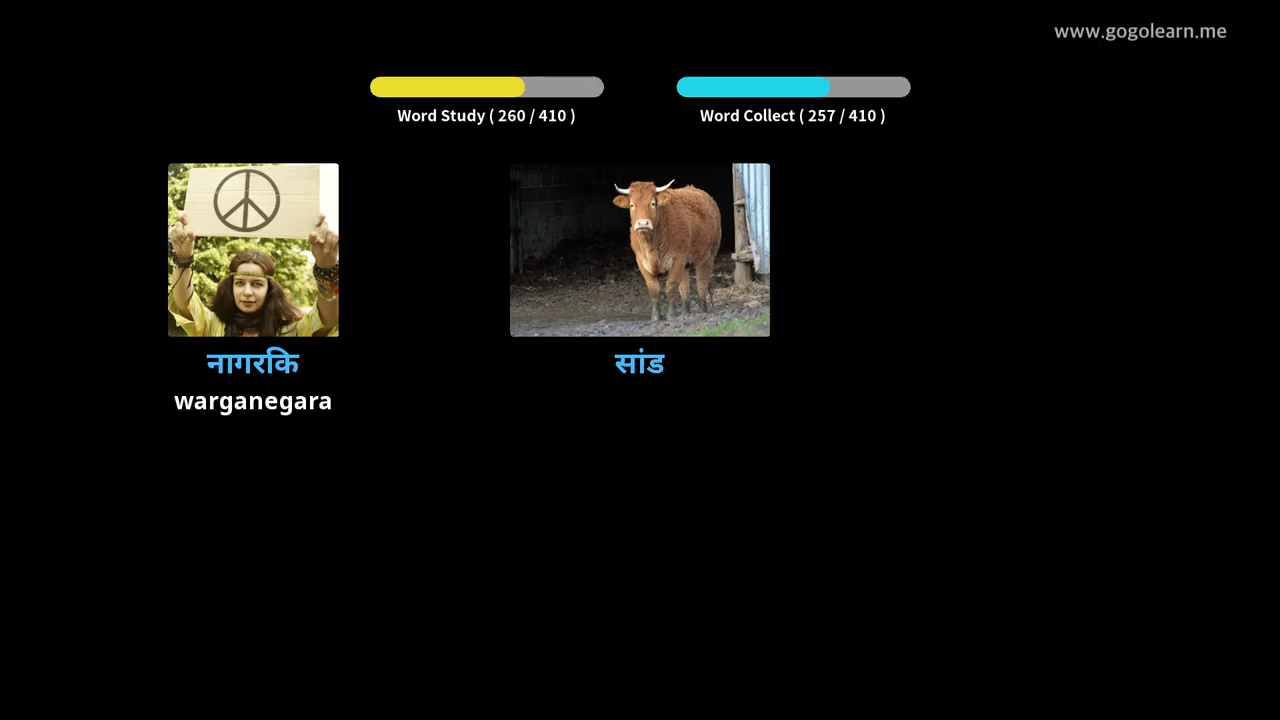 www.gogolearn.me
Word Study ( 260 / 410 )
Word Collect ( 257 / 410 )
नागरकि
warganegara
सांड